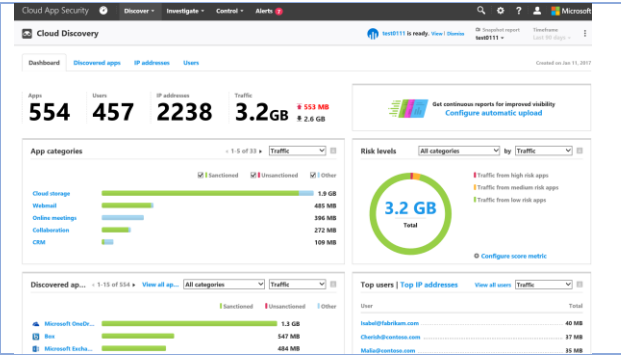 Cloud App Security Discover Investigate Control Alerts 2 ? Microsoft
Cloud Discovery
test0111 is ready. View | Dismiss
Snapshot report
test0111
Timeframe
Last 90 days
Dashboard Discovered apps IP addresses Users
Created on Jan 11, 2017
Apps
554
Users
457
IP addresses
2238
Traffic
3.2GB
553 MB
2.6 GB
Get continuous reports for improved visibility
Configure automatic upload
App categories 1-5 of 33 Traffic
Sanctioned Unsanctioned Other
Cloud storage 1.9 GB
Webmail 485 MB
Online meetings 396 MB
Collaboration 272 MB
CRM 109 MB
Risk levels All categories by Traffic
Traffic from high risk apps
Traffic from medium risk apps
Traffic from low risk apps
3.2 GB
Total
Configure score metric
Discovered ap... 1-15 of 554 View all ap... All categories Traffic
Sanctioned Unsanctioned Other
Microsoft OneDr... 1.3 GB
Box 547 MB
Microsoft Excha... 484 MB
Top users | Top IP addresses View all users Traffic
User Total
Isabel@fabrikam.com 40 MB
Cherid@contoso.com 37 MB
Malia@contoso.com 35 MB